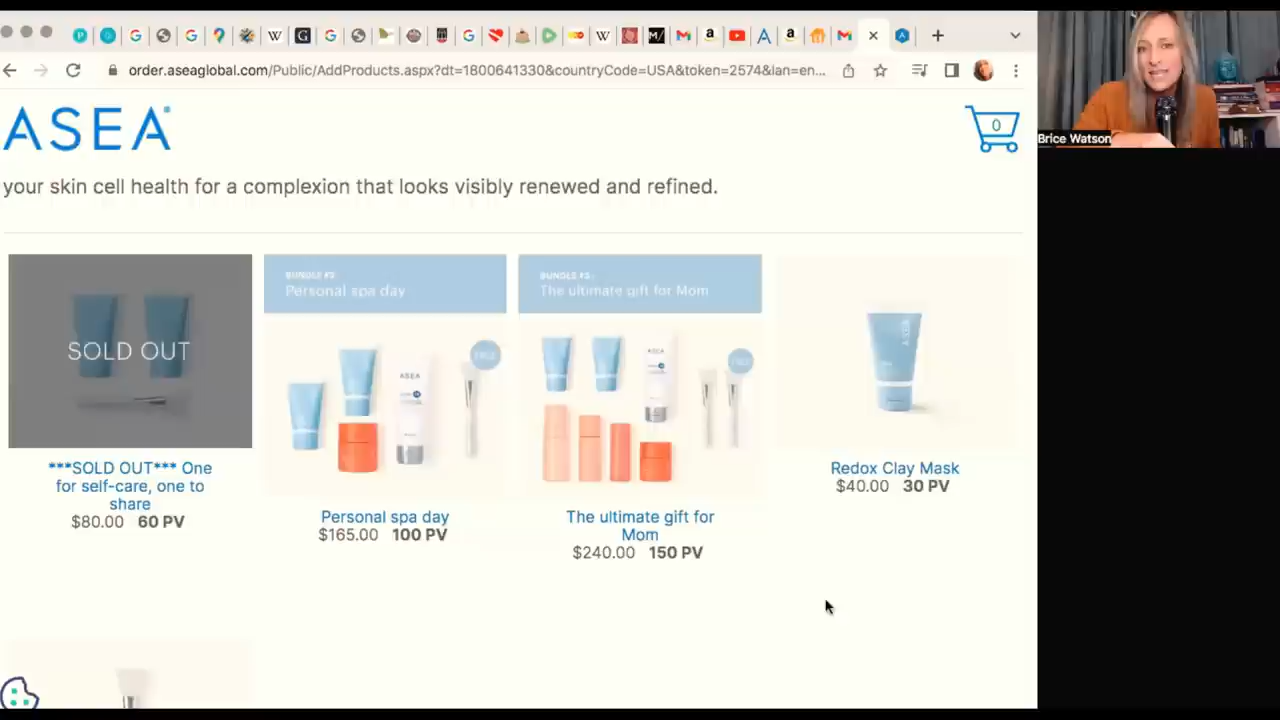 order.aseaglobal.com/Public/AddProducts.aspx?dt=1800641330&countryCode=USA&token=2574&lan=en...
Brice Watson
ASEA
0
your skin cell health for a complexion that looks visibly renewed and refined.
SOLD OUT
BUNDLE #2:
Personal spa day
FREE
ASEA
BUNDLE #3:
The ultimate gift for Mom
ASEA
ASEA
***SOLD OUT*** One
for self-care, one to
share
$80.00 60 PV
Personal spa day
$165.00 100 PV
The ultimate gift for
Mom
$240.00 150 PV
Redox Clay Mask
$40.00 30 PV